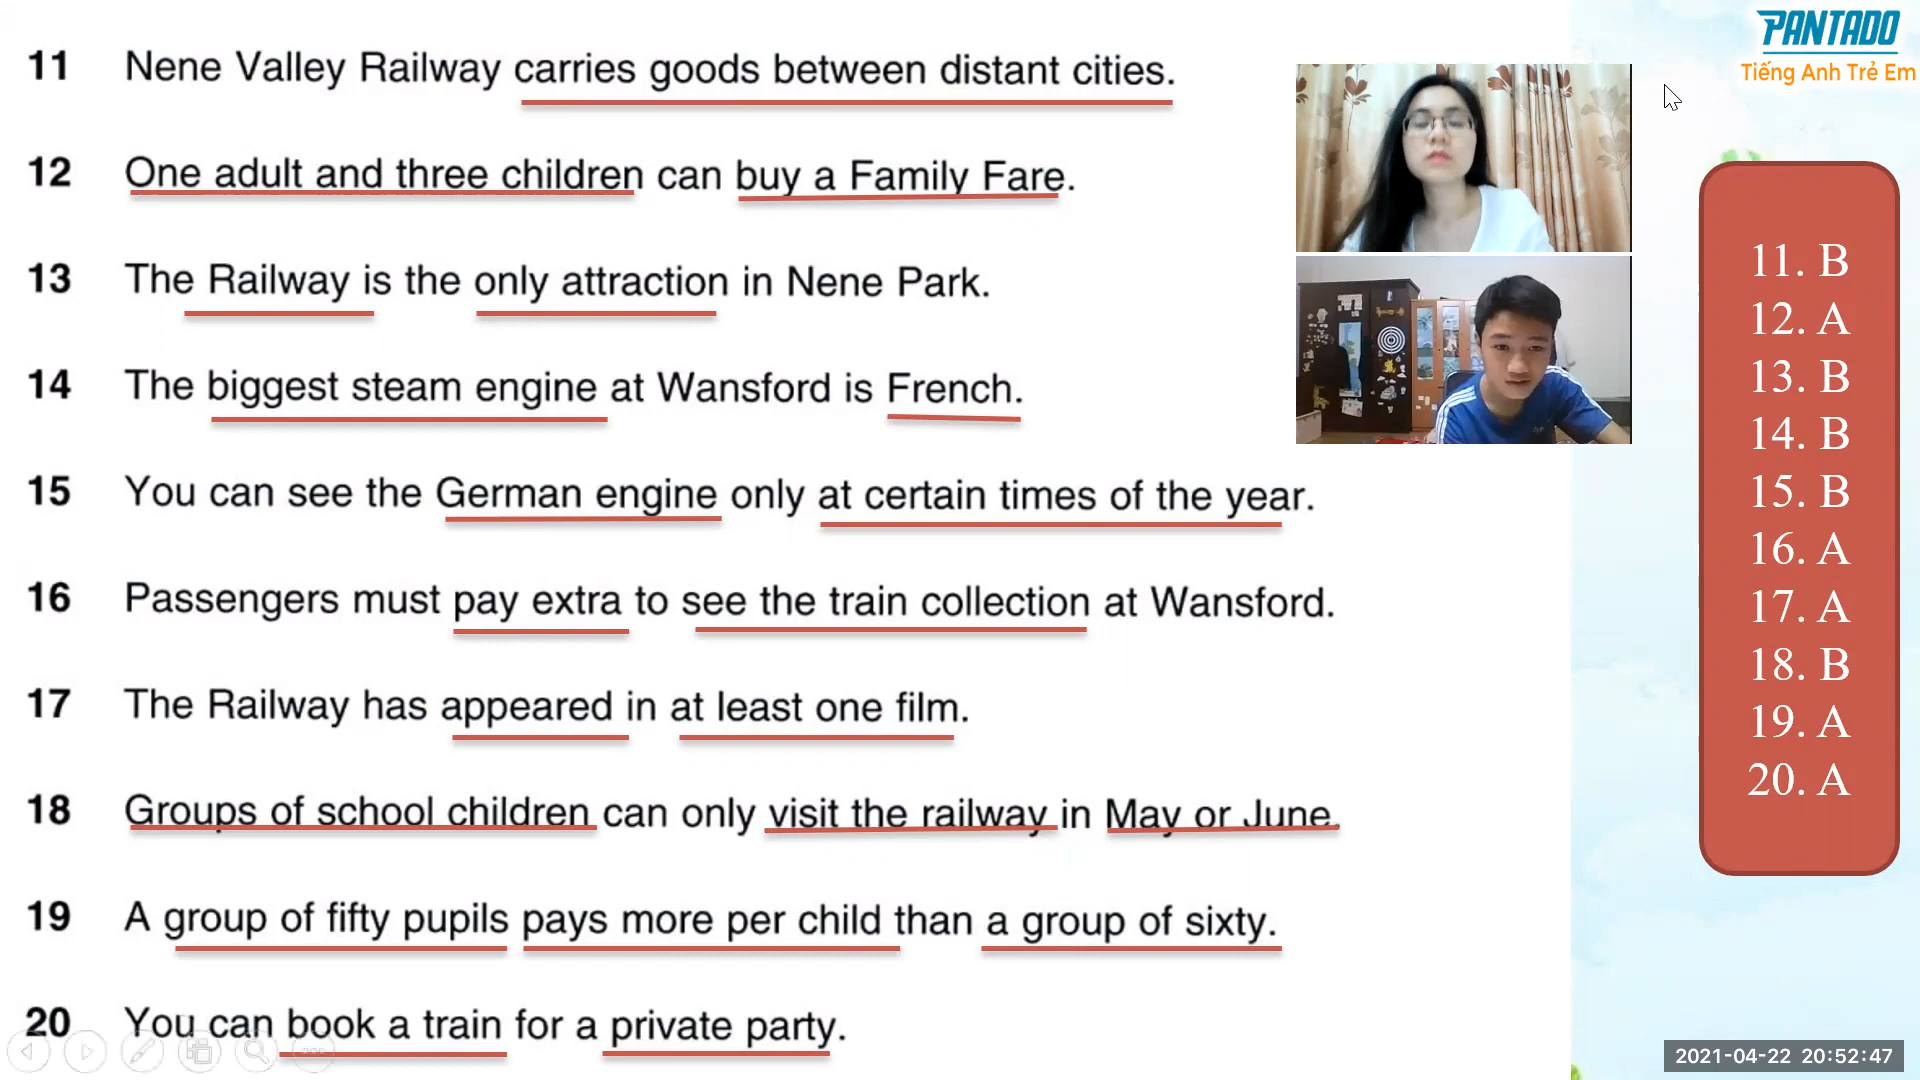 PANTADO
Tiếng Anh Trẻ Em
11 Nene Valley Railway carries goods between distant cities.
12 One adult and three children can buy a Family Fare.
13 The Railway is the only attraction in Nene Park.
14 The biggest steam engine at Wansford is French.
15 You can see the German engine only at certain times of the year.
16 Passengers must pay extra to see the train collection at Wansford.
17 The Railway has appeared in at least one film.
18 Groups of school children can only visit the railway in May or June.
19 A group of fifty pupils pays more per child than a group of sixty.
20 You can book a train for a private party.
11. B
12. A
13. B
14. B
15. B
16. A
17. A
18. B
19. A
20. A
2021-04-22 20:52:47